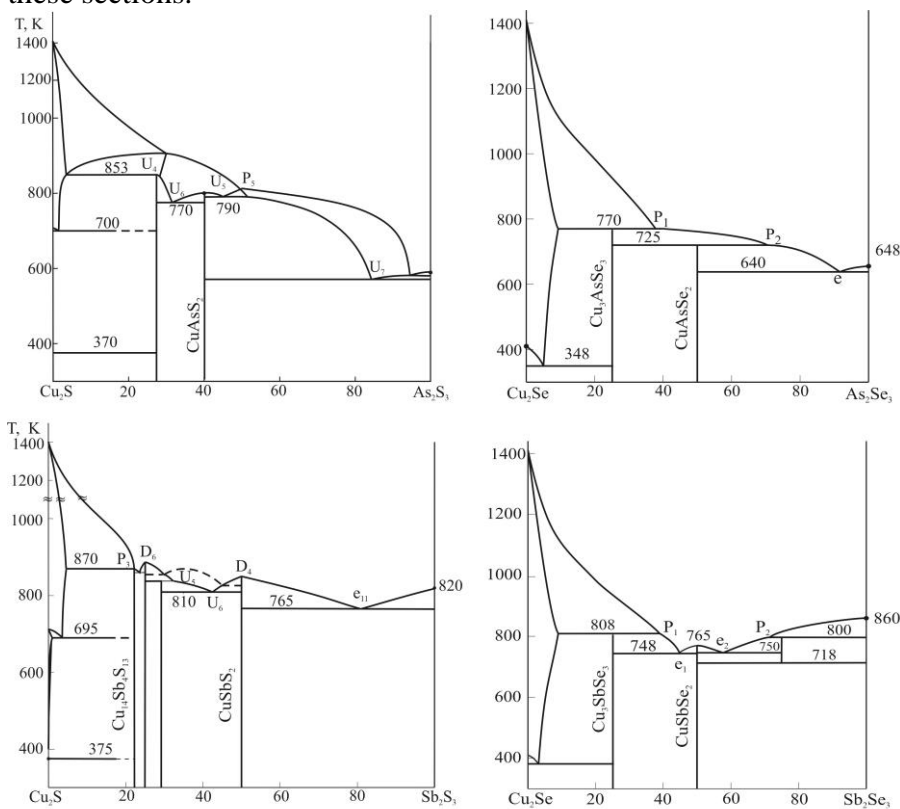 these sections.
T, K
1400
1200
1000
800
600
400
853
U₄
U₆
770
U₅
P₅
790
700
CuAsS₂
U₇
370
Cu₂S
20
40
60
80
As₂S₃
1400
1200
1000
800
600
400
770
P₁
725
P₂
648
640
e
Cu₃AsSe₃
CuAsSe₂
348
Cu₂Se
20
40
60
80
As₂Se₃
T, K
1400
1200
1000
800
600
400
870
P₃
D₆
U₄
D₄
820
810
U₆
765
e₁₁
695
Cu₁₄Sb₄S₁₃
CuSbS₂
375
Cu₂S
20
40
60
80
Sb₂S₃
1400
1200
1000
800
600
400
808
P₁
765
P₂
860
800
748
e₂
750
e₁
718
Cu₃SbSe₃
CuSbSe₂
Cu₂Se
20
40
60
80
Sb₂Se₃